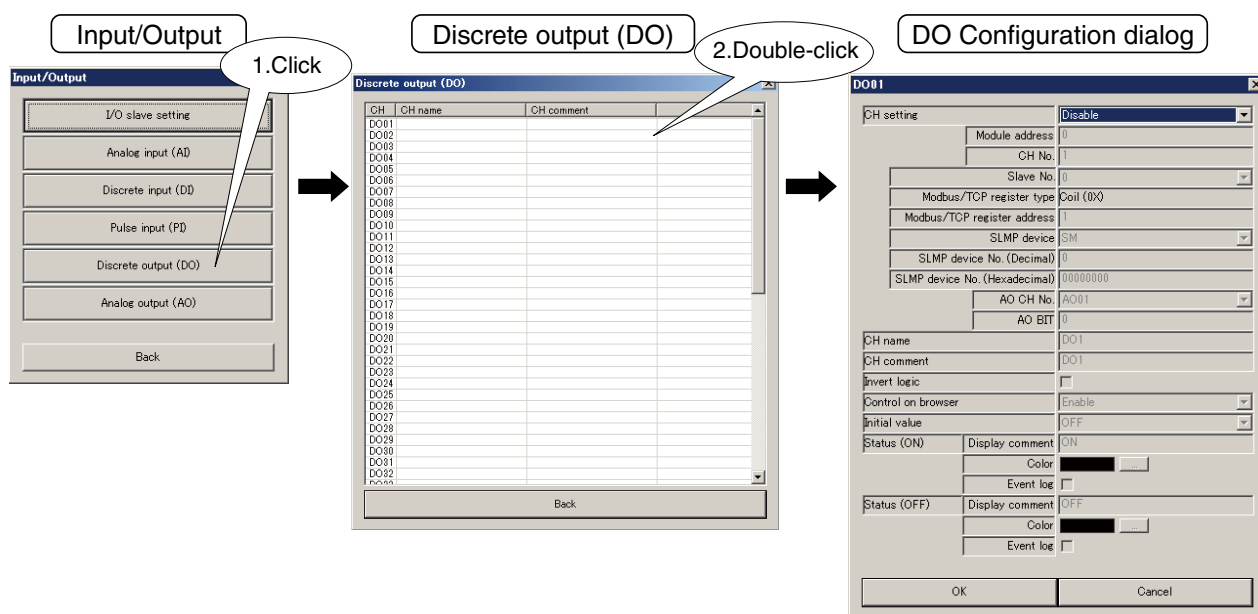 Input/Output
Discrete output (DO)
DO Configuration dialog
1.Click
2.Double-click
Input/Output
I/O slave setting
Analog input (AI)
Discrete input (DI)
Pulse input (PI)
Discrete output (DO)
Analog output (AO)
Back
Discrete output (DO)
CH CH name CH comment
DO01
DO02
DO03
DO04
DO05
DO06
DO07
DO08
DO09
DO10
DO11
DO12
DO13
DO14
DO15
DO16
DO17
DO18
DO19
DO20
DO21
DO22
DO23
DO24
DO25
DO26
DO27
DO28
DO29
DO30
DO31
DO32
DO33
Back
DO01
CH setting Disable
Module address 0
CH No. 1
Slave No. 0
Modbus/TCP register type Coil (0X)
Modbus/TCP register address 1
SLMP device SM
SLMP device No. (Decimal) 0
SLMP device No. (Hexadecimal) 00000000
AO CH No. AO01
AO BIT 0
CH name DO1
CH comment DO1
Invert logic
Control on browser Enable
Initial value OFF
Status (ON) Display comment ON
Color ...
Event log
Status (OFF) Display comment OFF
Color ...
Event log
OK Cancel